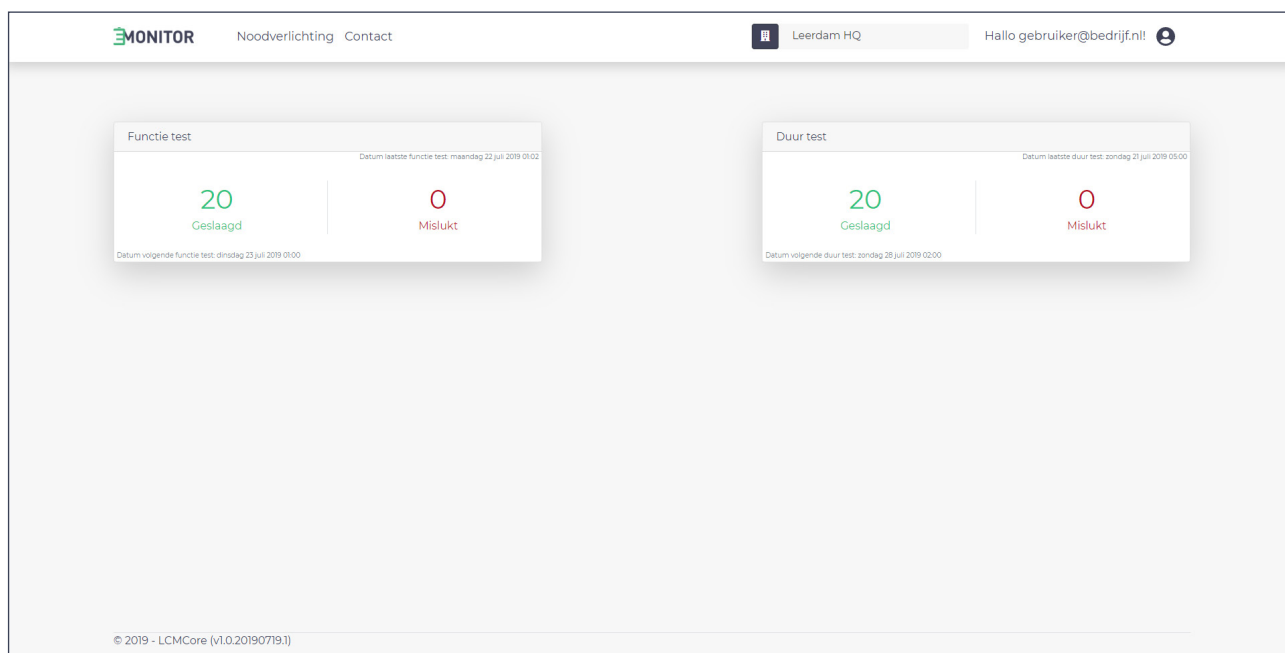 EMONITOR
Noodverlichting Contact
Leerdam HQ
Hallo gebruiker@bedrijf.nl!
Functie test
Datum laatste functie test: maandag 22 juli 2019 01:02
20
Geslaagd
0
Mislukt
Datum volgende functie test: dinsdag 23 juli 2019 01:00
Duur test
Datum laatste duur test: zondag 21 juli 2019 05:00
20
Geslaagd
0
Mislukt
Datum volgende duur test: zondag 28 juli 2019 02:00
© 2019 - LCMCore (v1.0.20190719.1)